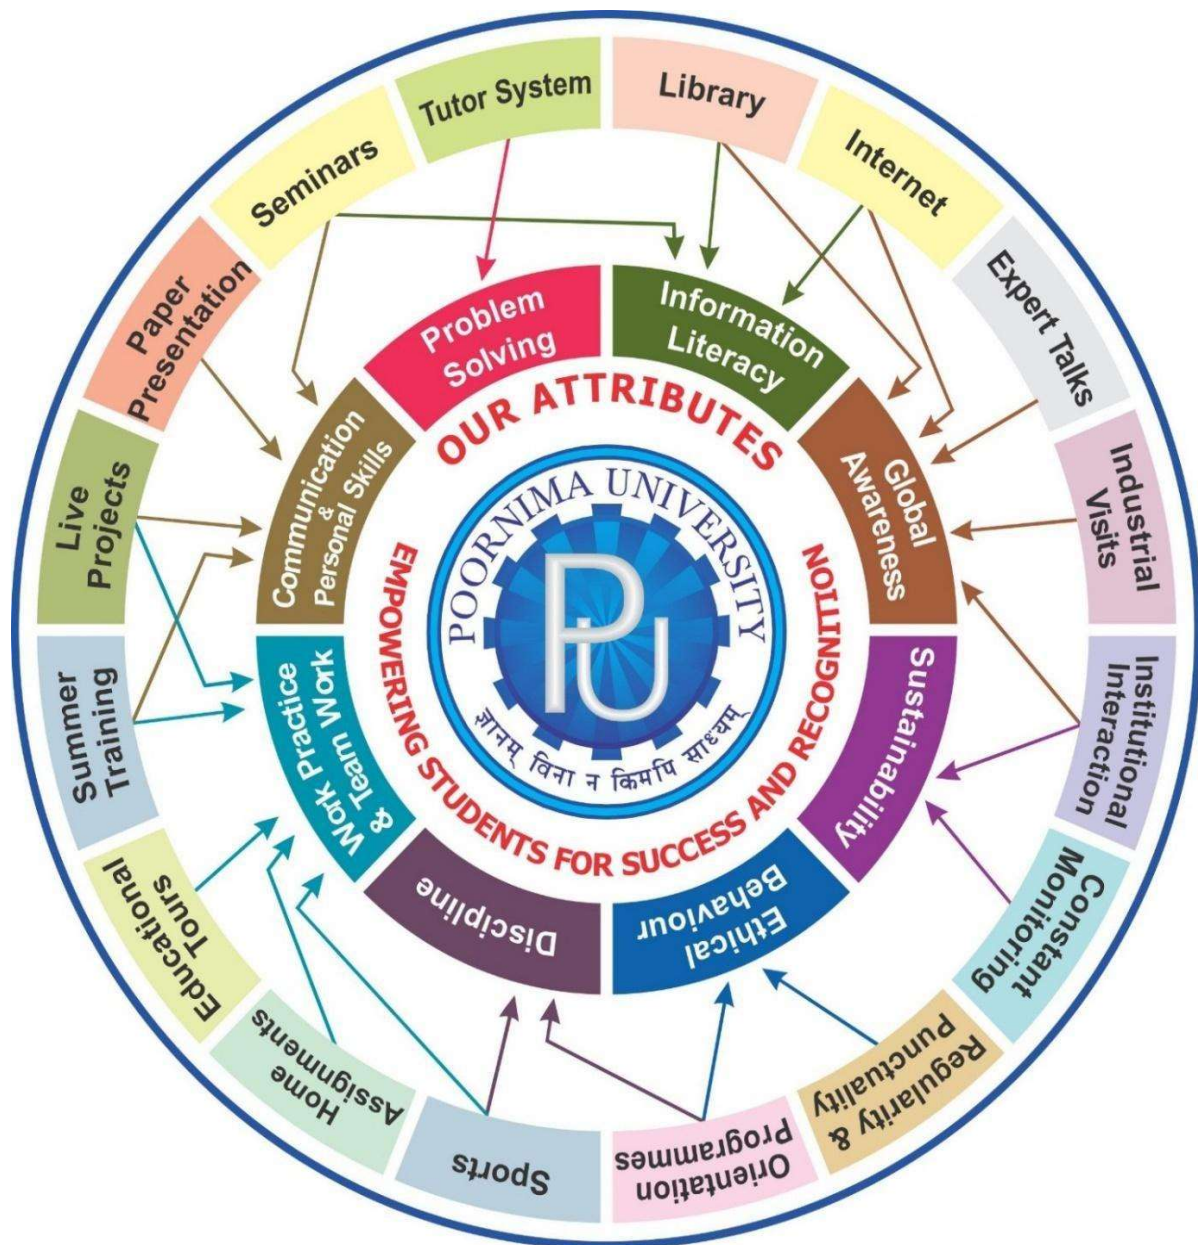 Tutor System
Library
Internet
Expert Talks
Industrial
Visits
Institutional
Interaction
Constant
Monitoring
Regularity &
Punctuality
Orientation
Programmes
Sports
Home
Assignments
Educational
Tours
Summer
Training
Live
Projects
Paper
Presentation
Seminars
Problem
Solving
Information
Literacy
Global
Awareness
Sustainability
Ethical
Behaviour
Discipline
Work Practice
& Team Work
Communication
&
Personal Skills
OUR ATTRIBUTES
EMPOWERING STUDENTS FOR SUCCESS AND RECOGNITION
POORNIMA UNIVERSITY
PU
ज्ञानम् विना न किमपि साध्यम्